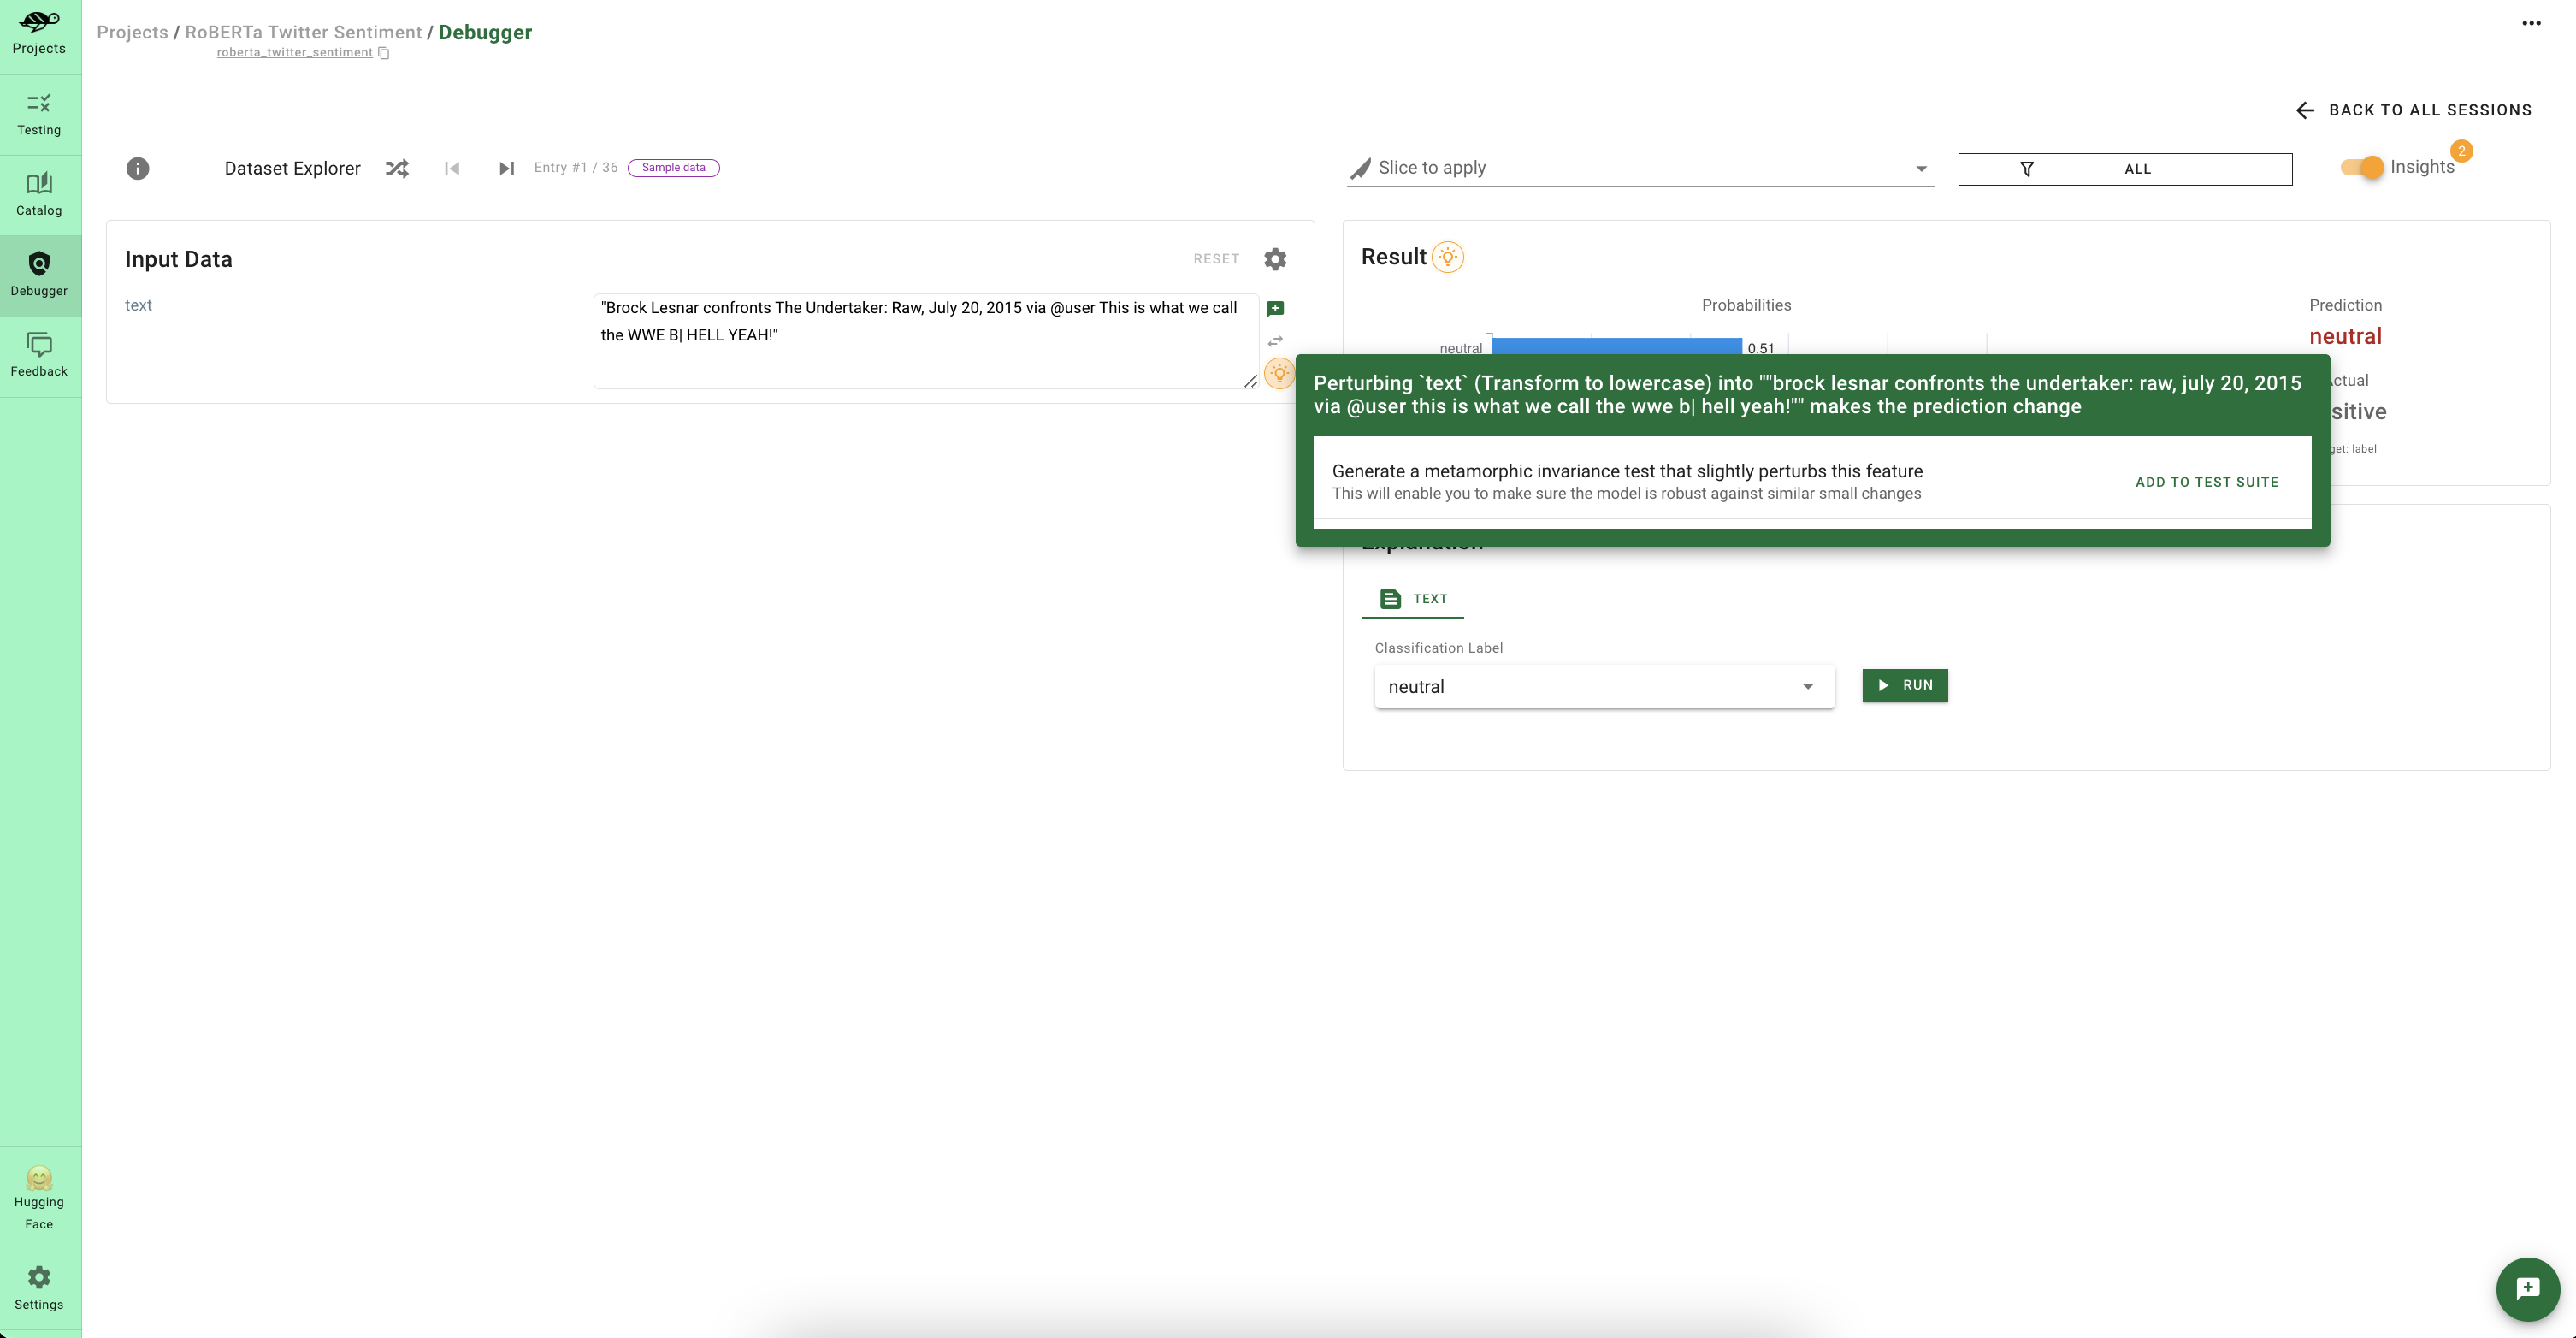 Projects
Testing
Catalog
Debugger
Feedback
Hugging
Face
Settings
Projects / RoBERTa Twitter Sentiment / Debugger
roberta_twitter_sentiment
BACK TO ALL SESSIONS
Dataset Explorer
Entry #1 / 36
Sample data
Slice to apply
ALL
Insights
2
Input Data
RESET
text
"Brock Lesnar confronts The Undertaker: Raw, July 20, 2015 via @user This is what we call
the WWE B| HELL YEAH!"
Result
Probabilities
neutral
0.51
Prediction
neutral
Perturbing `text` (Transform to lowercase) into ""brock lesnar confronts the undertaker: raw, july 20, 2015
via @user this is what we call the wwe b| hell yeah!"" makes the prediction change
Generate a metamorphic invariance test that slightly perturbs this feature
This will enable you to make sure the model is robust against similar small changes
ADD TO TEST SUITE
ctual
sitive
get: label
TEXT
Classification Label
neutral
RUN